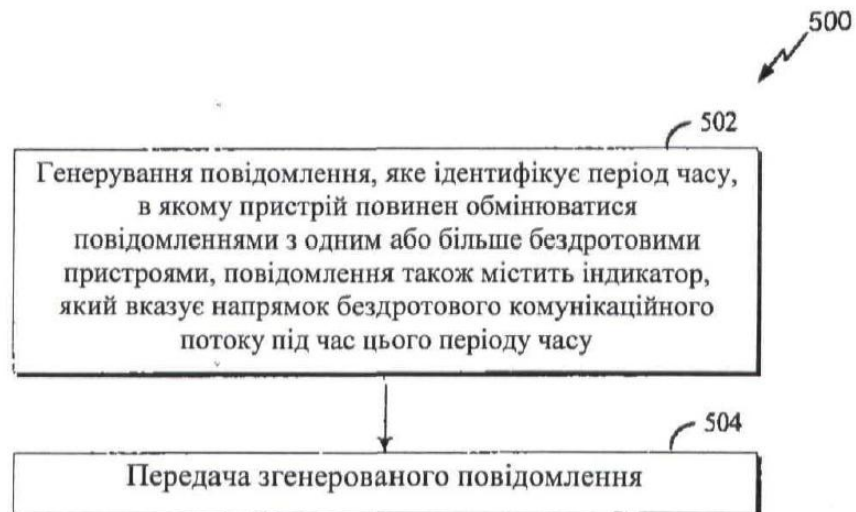 500
502
Генерування повідомлення, яке ідентифікує період часу,
в якому пристрій повинен обмінюватися
повідомленнями з одним або більше бездротовими
пристроями, повідомлення також містить індикатор,
який вказує напрямок бездротового комунікаційного
потоку під час цього періоду часу
504
Передача згенерованого повідомлення